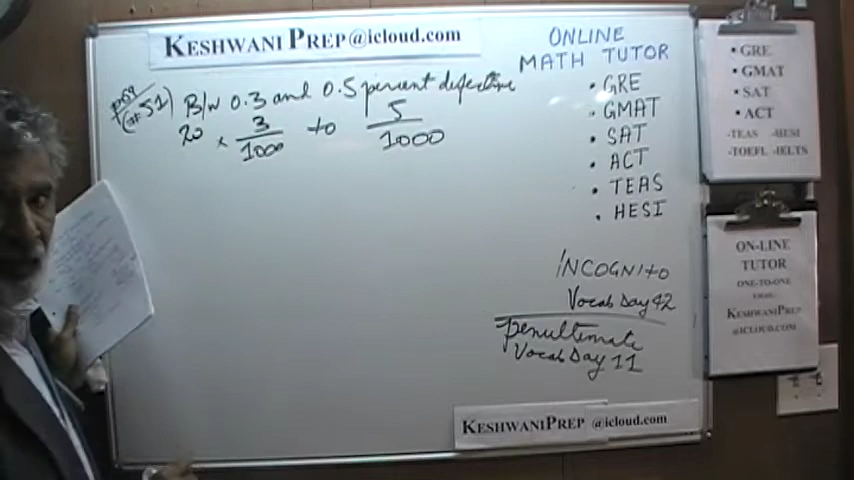 KESHWANI PREP@icloud.com
P69
(Q# 51) B/W 0.3 and 0.5 percent defective
20 x 3/1000 to 5/1000
ONLINE
MATH TUTOR
• GRE
• GMAT
• SAT
• ACT
• TEAS
• HESI
INCOGNITO
Vocab Day 42
penultimate
Vocab Day 11
KESHWANIPREP @icloud.com
• GRE
• GMAT
• SAT
• ACT
-TEAS -HESI
-TOEFL -IELTS
ON-LINE
TUTOR
ONE-TO-ONE
KESHWANIPREP
@ICLOUD.COM